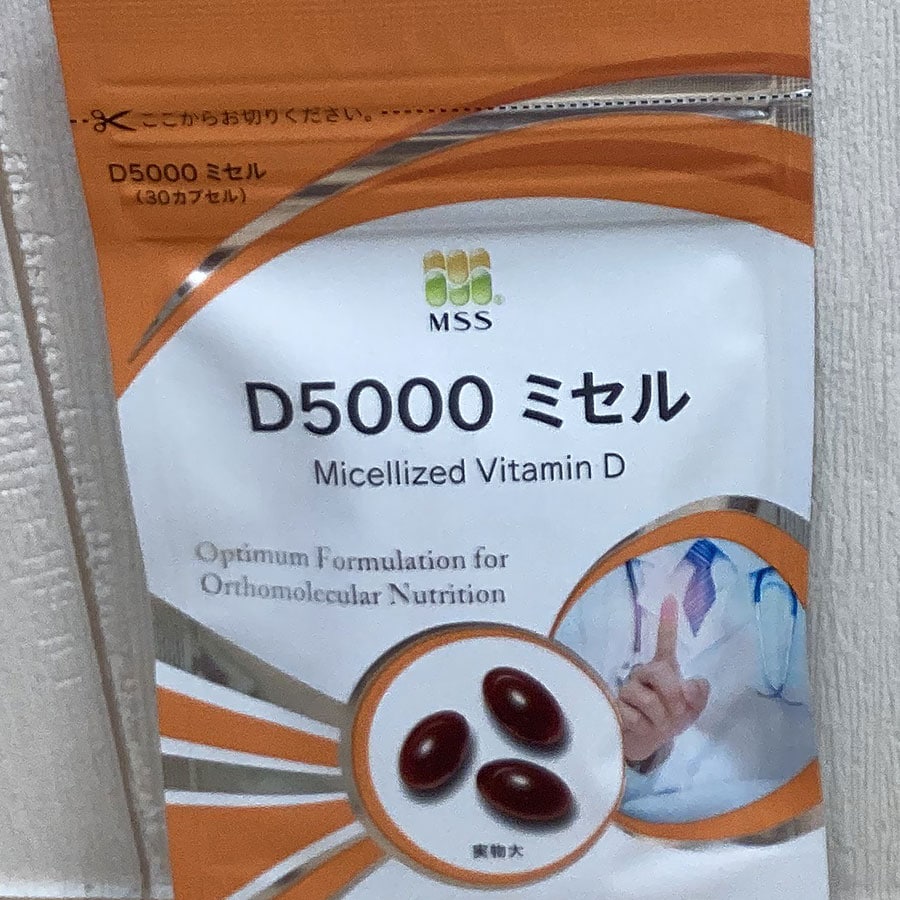 ここからお切りください。
D5000 ミセル
（30カプセル）
MSS
D5000 ミセル
Micellized Vitamin D
Optimum Formulation for
Orthomolecular Nutrition
実物大